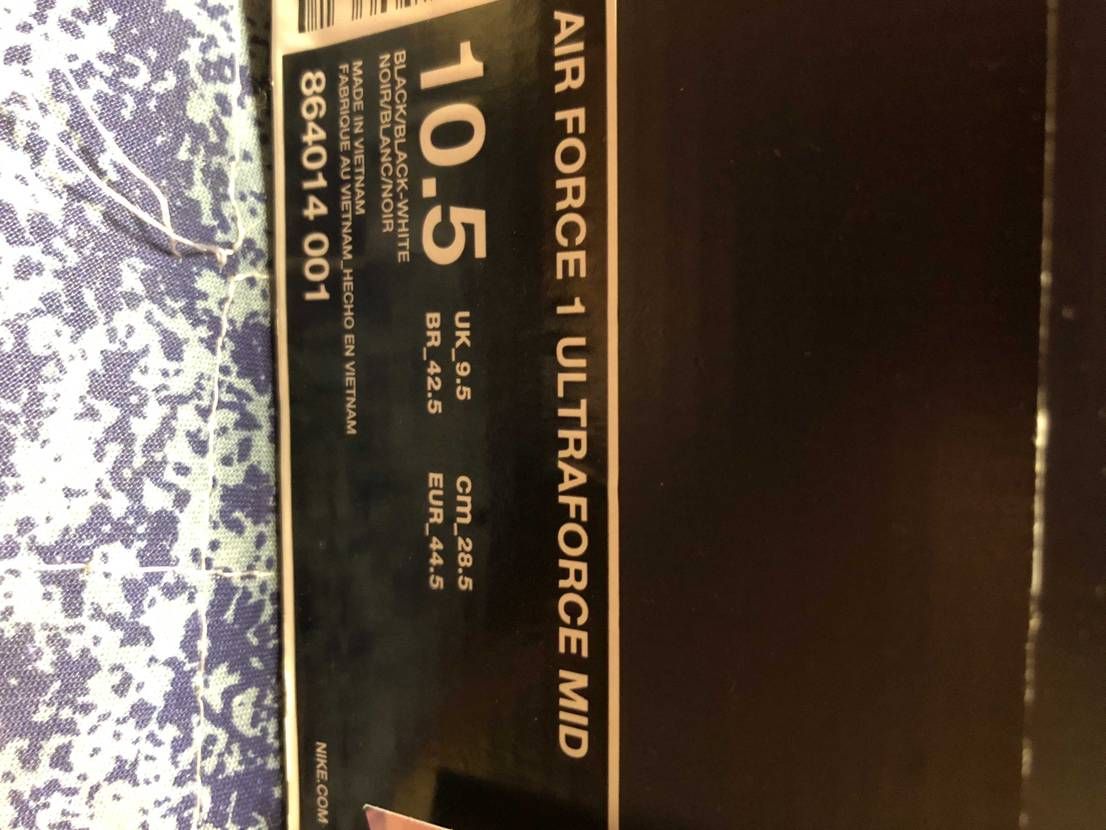 AIR FORCE 1 ULTRAFORCE MID
10.5
UK_9.5 cm_28.5
BR_42.5 EUR_44.5
BLACK/BLACK-WHITE
NOIR/BLANC/NOIR
MADE IN VIETNAM
FABRIQUE AU VIETNAM_HECHO EN VIETNAM
864014 001
NIKE.COM